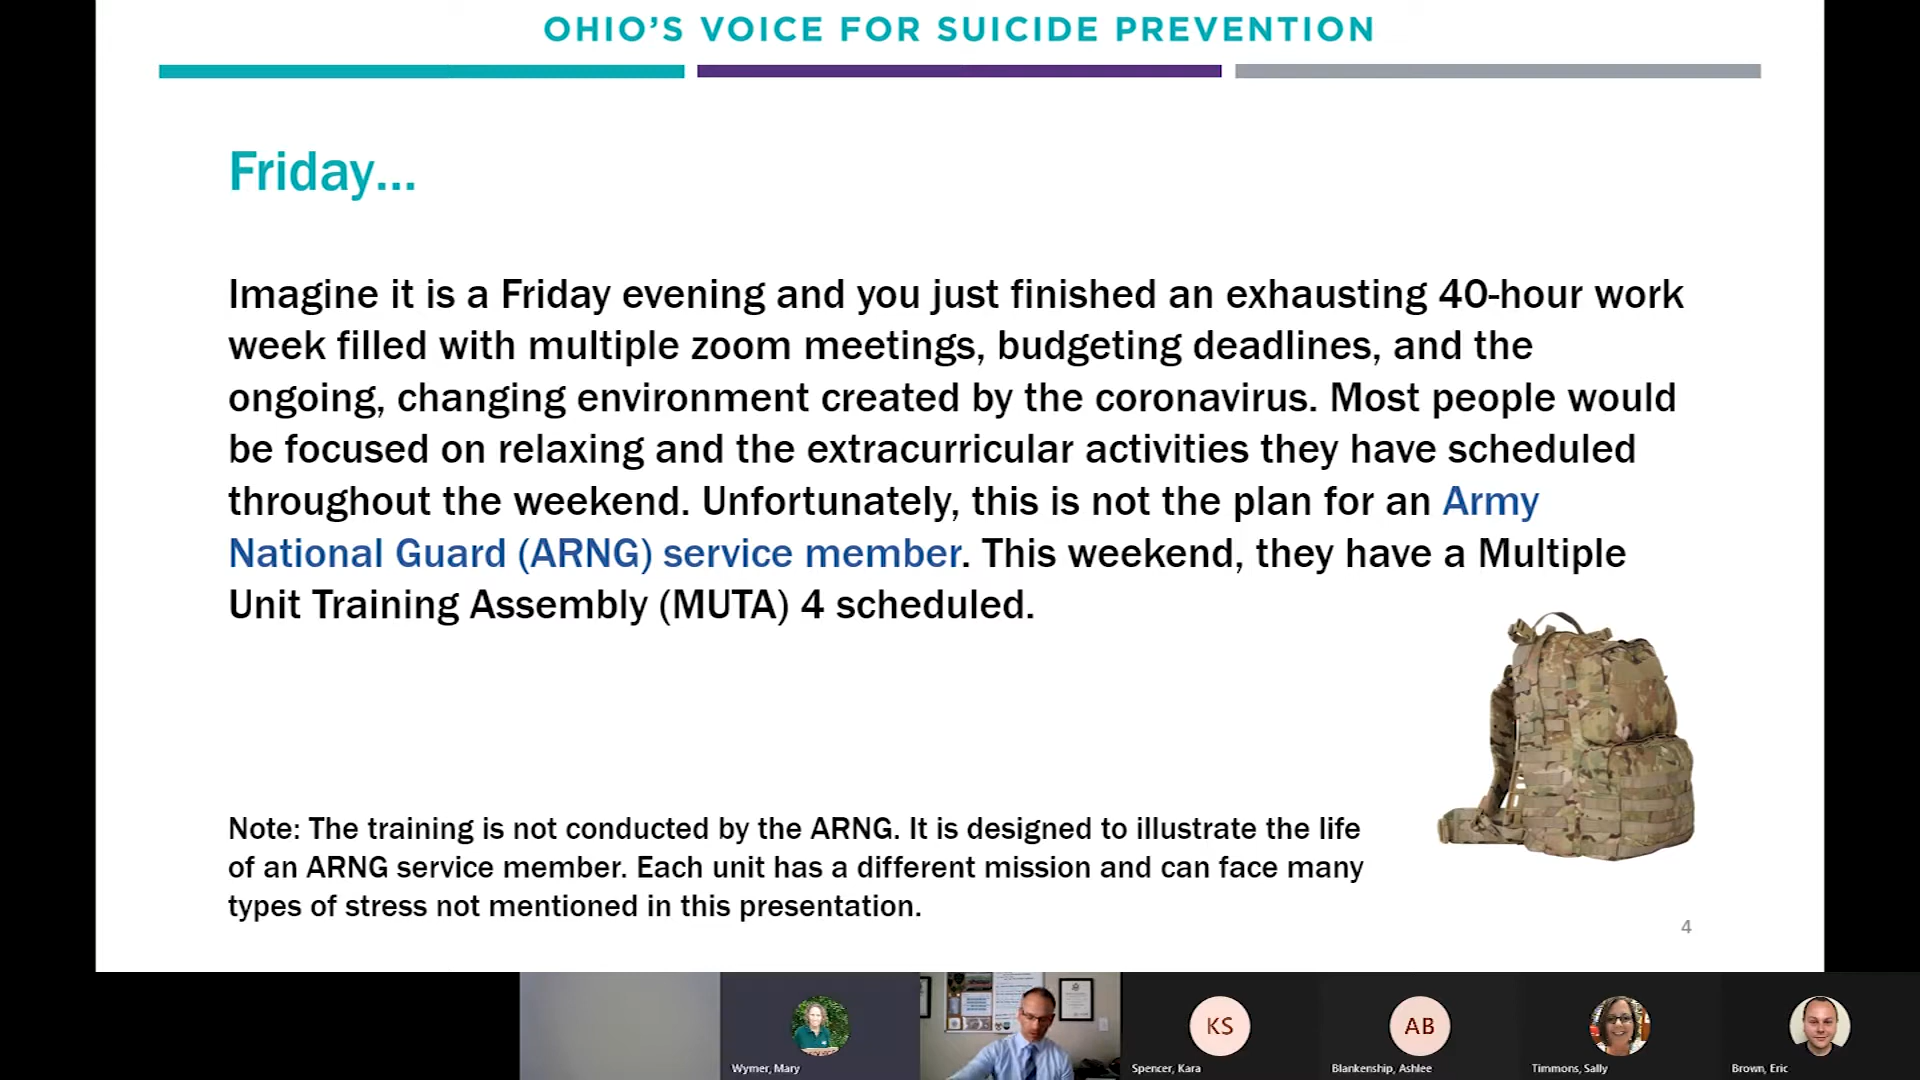 OHIO’S VOICE FOR SUICIDE PREVENTION
Friday...
Imagine it is a Friday evening and you just finished an exhausting 40-hour work
week filled with multiple zoom meetings, budgeting deadlines, and the
ongoing, changing environment created by the coronavirus. Most people would
be focused on relaxing and the extracurricular activities they have scheduled
throughout the weekend. Unfortunately, this is not the plan for an Army
National Guard (ARNG) service member. This weekend, they have a Multiple
Unit Training Assembly (MUTA) 4 scheduled.
Note: The training is not conducted by the ARNG. It is designed to illustrate the life
of an ARNG service member. Each unit has a different mission and can face many
types of stress not mentioned in this presentation.
4
KS
AB
Wymer, Mary
Spencer, Kara
Blankenship, Ashlee
Timmons, Sally
Brown, Eric